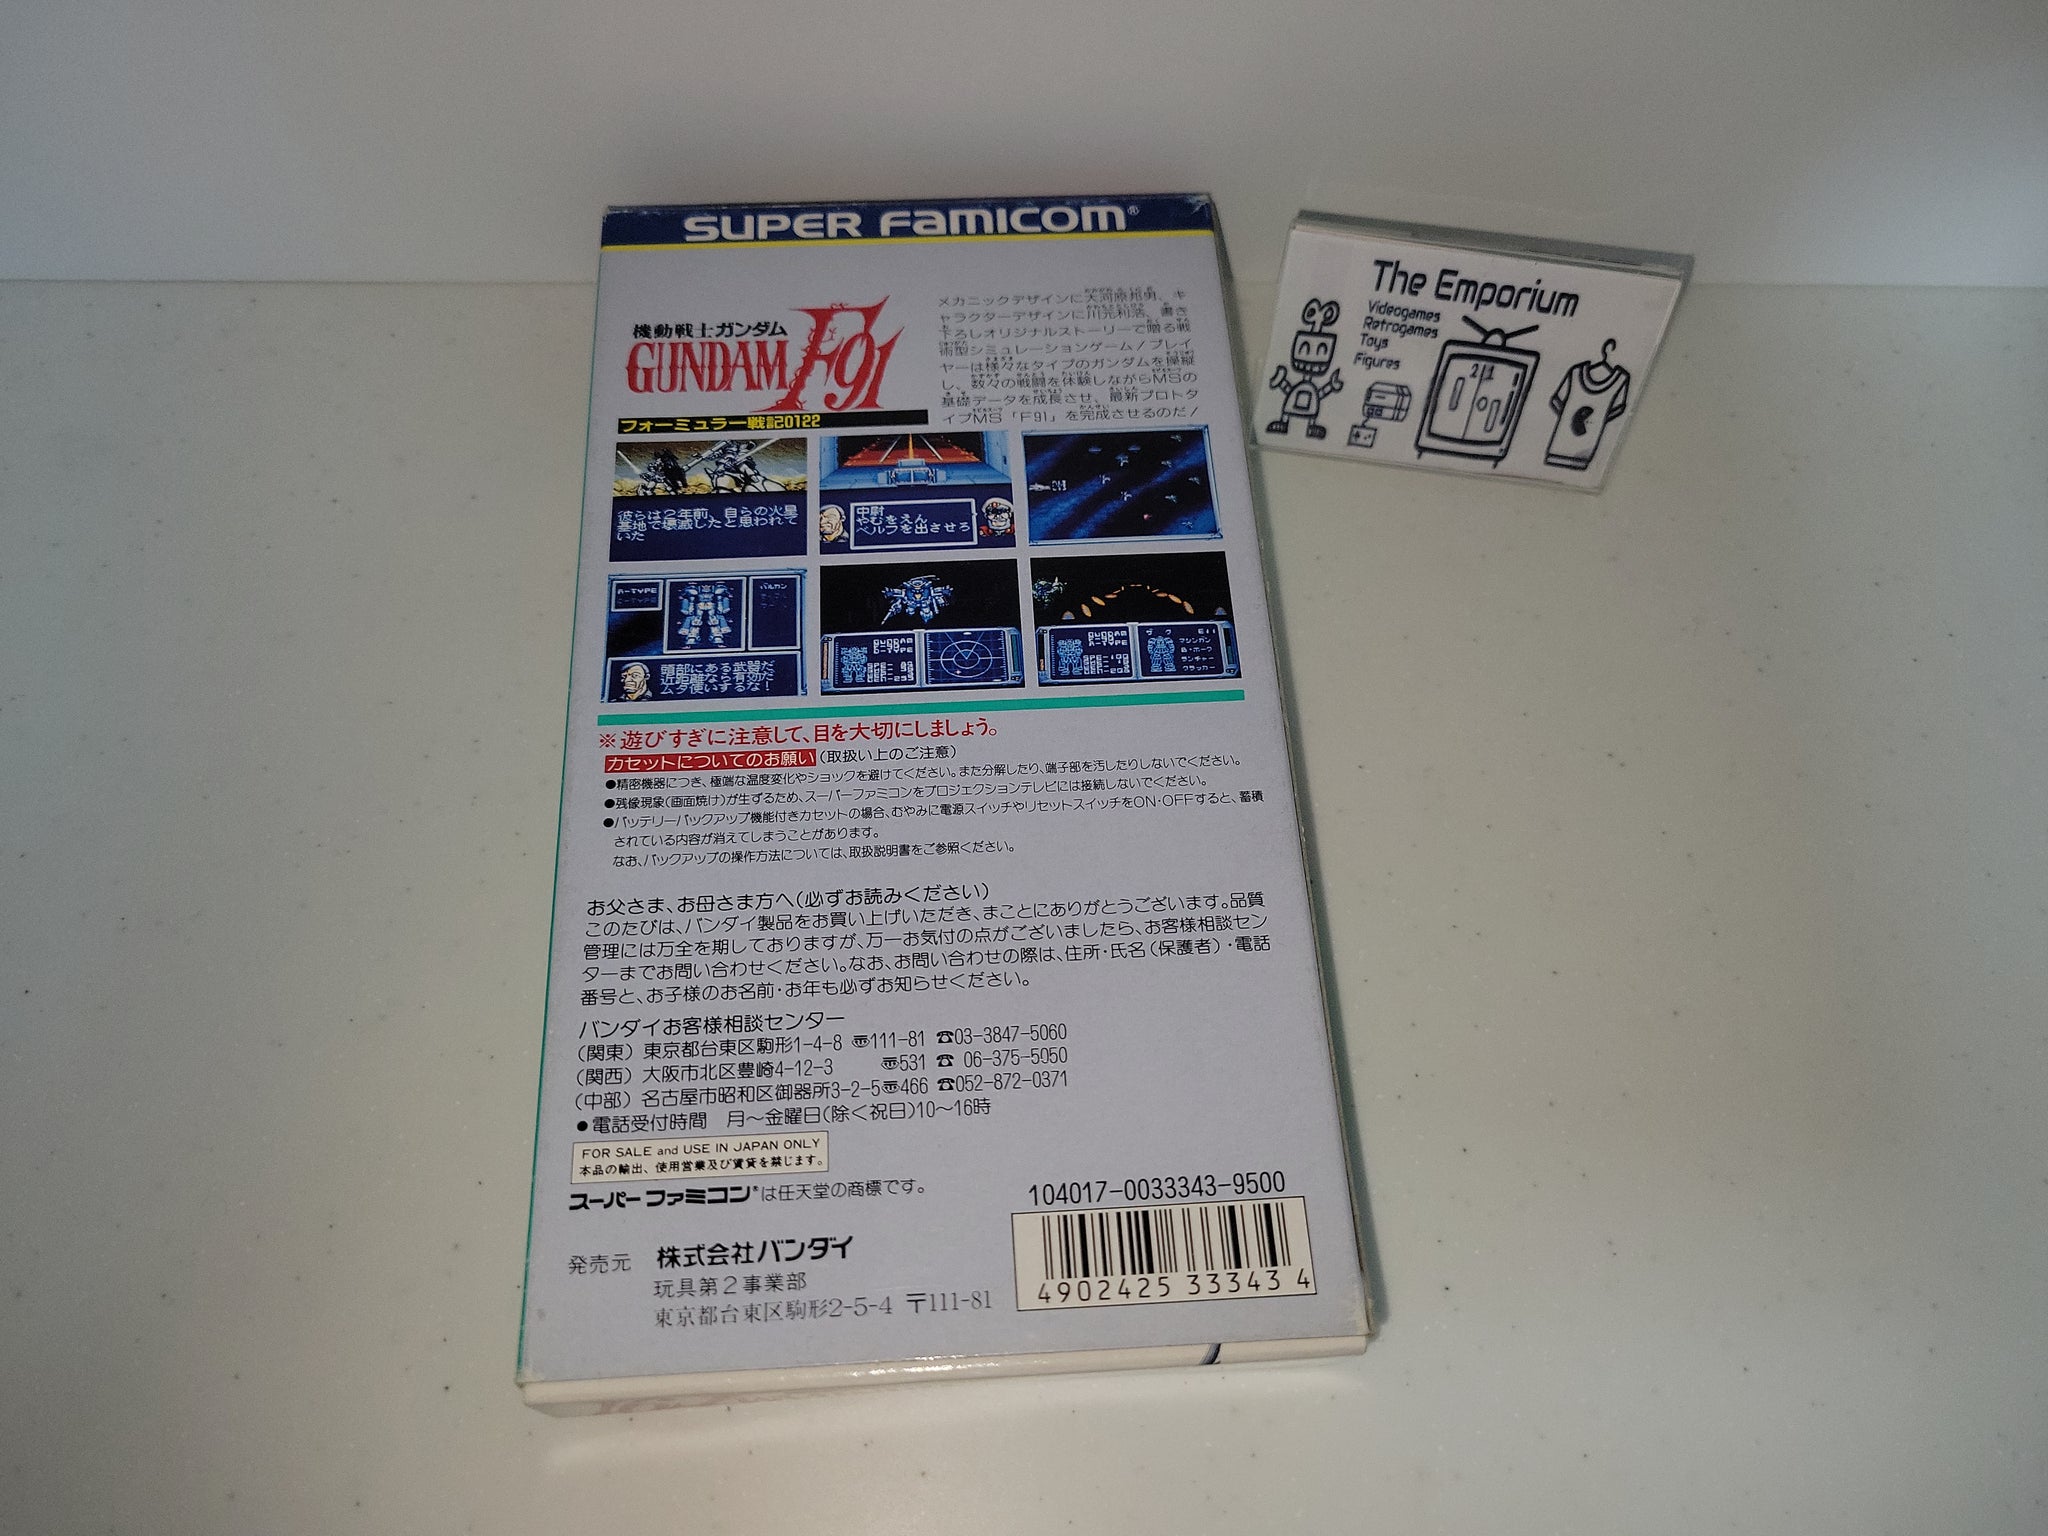 SUPER FAMICOM®
機動戦士ガンダム
GUNDAM F91
フォーミュラー戦記0122
メカニックデザインに大河原邦男、キ
ャラクターデザインに川元利浩、書き
下ろしオリジナルストーリーで贈る戦
術型シミュレーションゲーム!プレイ
ヤーは様々なタイプのガンダムを操縦
し、数々の戦闘を体験しながらMSの
基礎データを成長させ、最新プロトタ
イプMS「F91」を完成させるのだ!
彼らは2年前、自らの火星
基地で壊滅したと思われて
いた
中尉
やむをえん
ベルフを出させろ
A-TYPE
C-TYPE
バルカン
頭部にある武器だ
近距離なら有効だ
ムダ使いするな!
GUNDAM
GUNDAM
A-TYPE
ザク
マシンガン
ヒート・ホーク
ランチャー
クラッカー
※遊びすぎに注意して、目を大切にしましょう。
カセットについてのお願い(取扱い上のご注意)
●精密機器につき、極端な温度変化やショックを避けてください。また分解したり、端子部を汚したりしないでください。
●残像現象(画面焼け)が生ずるため、スーパーファミコンをプロジェクションテレビには接続しないでください。
●バッテリーバックアップ機能付きカセットの場合、むやみに電源スイッチやリセットスイッチをON・OFFすると、蓄積
されている内容が消えてしまうことがあります。
なお、バックアップの操作方法については、取扱説明書をご参照ください。
お父さま、お母さま方へ(必ずお読みください)
このたびは、バンダイ製品をお買い上げいただき、まことにありがとうございます。品質
管理には万全を期しておりますが、万一お気付の点がございましたら、お客様相談セン
ターまでお問い合わせください。なお、お問い合わせの際は、住所・氏名(保護者)・電話
番号と、お子様のお名前・お年も必ずお知らせください。
バンダイお客様相談センター
(関東) 東京都台東区駒形1-4-8 〠111-81 ☎03-3847-5060
(関西) 大阪市北区豊崎4-12-3 〠531 ☎ 06-375-5050
(中部) 名古屋市昭和区御器所3-2-5〠466 ☎052-872-0371
●電話受付時間 月〜金曜日(除く祝日)10〜16時
FOR SALE and USE IN JAPAN ONLY
本品の輸出、使用営業及び賃貸を禁じます。
スーパーファミコン®は任天堂の商標です。
104017-0033343-9500
発売元 株式会社バンダイ
玩具第2事業部
東京都台東区駒形2-5-4 〒111-81
4902425 333434
The Emporium
Videogames
Retrogames
Toys
Figures